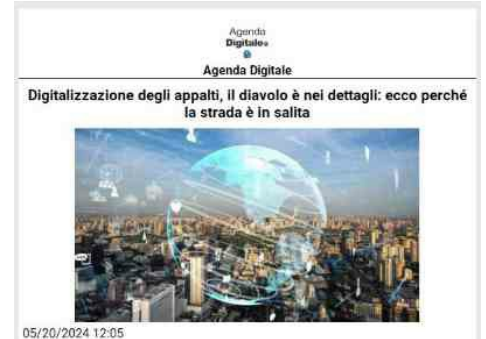 Agenda
Digitale
Agenda Digitale
Digitalizzazione degli appalti, il diavolo è nei dettagli: ecco perché
la strada è in salita
05/20/2024 12:05